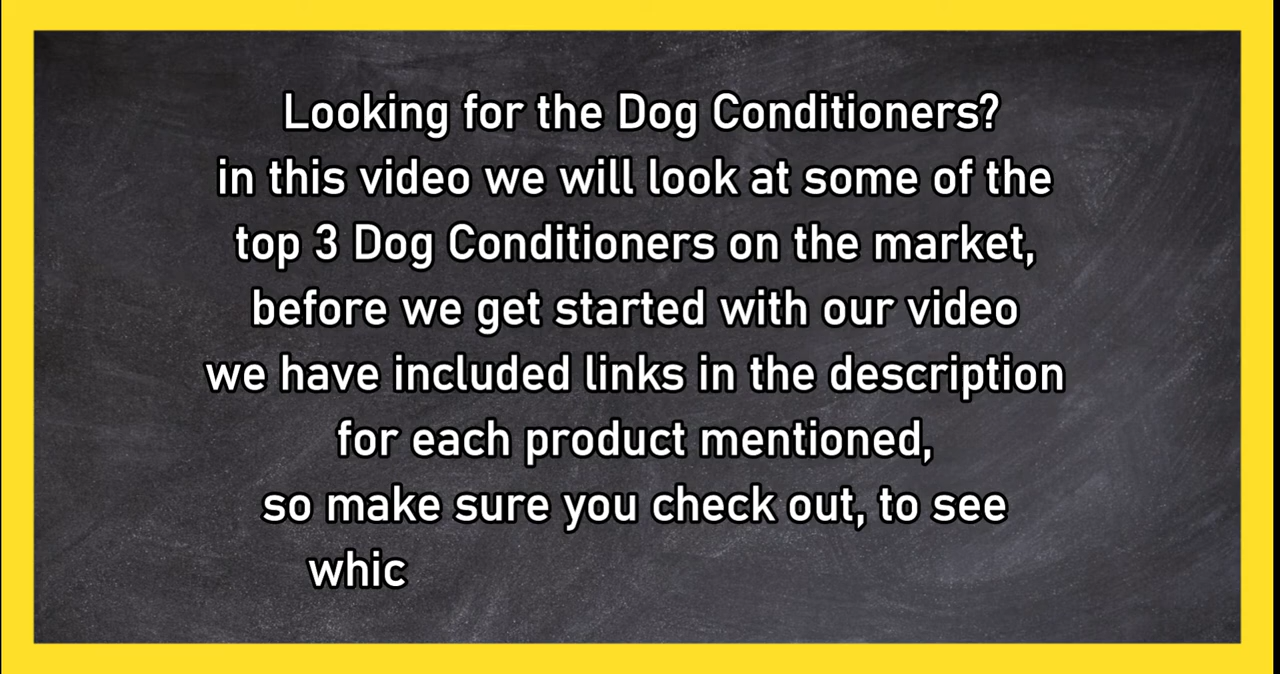 Looking for the Dog Conditioners?
in this video we will look at some of the
top 3 Dog Conditioners on the market,
before we get started with our video
we have included links in the description
for each product mentioned,
so make sure you check out, to see
whic